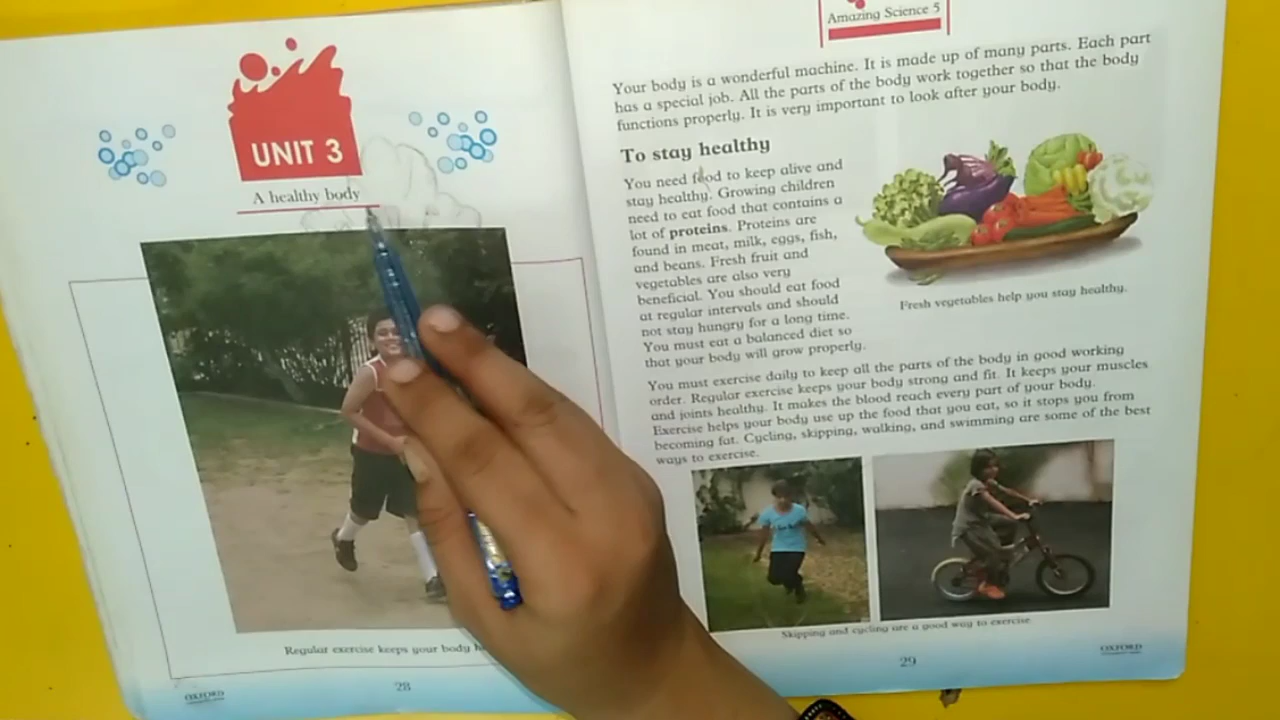 UNIT 3
A healthy body
Regular exercise keeps your body
OXFORD
28
Amazing Science 5
Your body is a wonderful machine. It is made up of many parts. Each part
has a special job. All the parts of the body work together so that the body
functions properly. It is very important to look after your body.
To stay healthy
You need food to keep alive and
stay healthy. Growing children
need to eat food that contains a
lot of proteins. Proteins are
found in meat, milk, eggs, fish,
and beans. Fresh fruit and
vegetables are also very
beneficial. You should eat food
at regular intervals and should
not stay hungry for a long time.
You must eat a balanced diet so
that your body will grow properly.
Fresh vegetables help you stay healthy.
You must exercise daily to keep all the parts of the body in good working
order. Regular exercise keeps your body strong and fit. It keeps your muscles
and joints healthy. It makes the blood reach every part of your body.
Exercise helps your body use up the food that you eat, so it stops you from
becoming fat. Cycling, skipping, walking, and swimming are some of the best
ways to exercise.
Skipping and cycling are a good way to exercise.
29
OXFORD